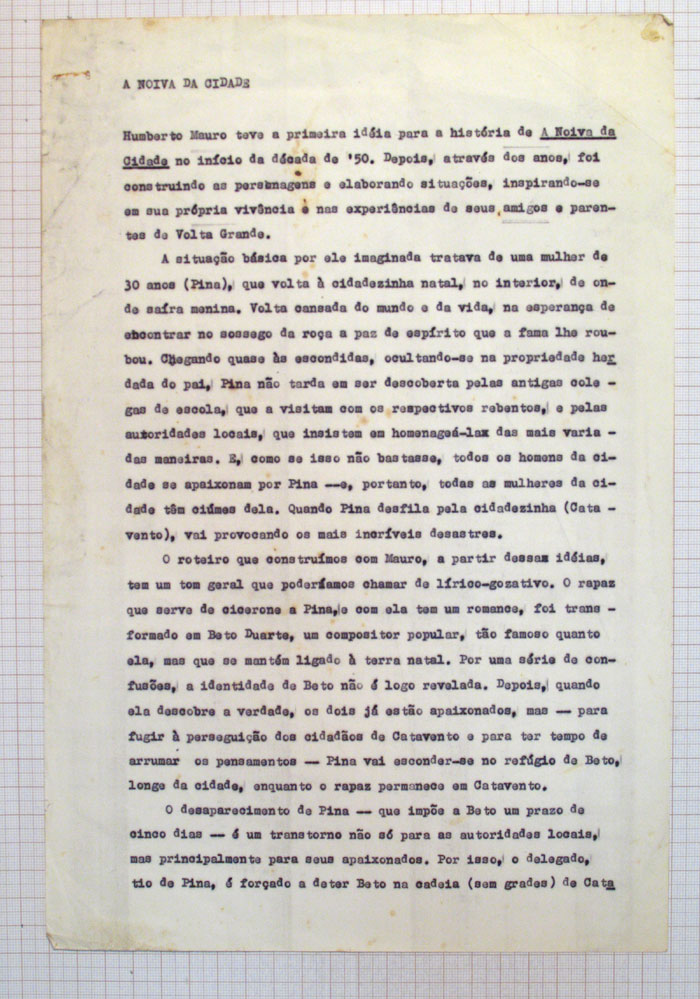 A NOIVA DA CIDADE
Humberto Mauro teve a primeira idéia para a história de A Noiva da
Cidade no início da década de '50. Depois, através dos anos, foi
construindo as personagens e elaborando situações, inspirando-se
em sua própria vivência e nas experiências de seus amigos e paren-
tes de Volta Grande.
A situação básica por ele imaginada tratava de uma mulher de
30 anos (Pina), que volta à cidadezinha natal, no interior, de on-
de saíra menina. Volta cansada do mundo e da vida, na esperança de
encontrar no sossego da roça a paz de espírito que a fama lhe rou-
bou. Chegando quase às escondidas, ocultando-se na propriedade her
dada do pai, Pina não tarda em ser descoberta pelas antigas cole -
gas de escola, que a visitam com os respectivos rebentos, e pelas
autoridades locais, que insistem em homenageá-lax das mais varia -
das maneiras. E, como se isso não bastasse, todos os homens da ci-
dade se apaixonam por Pina —e, portanto, todas as mulheres da ci-
dade têm ciúmes dela. Quando Pina desfila pela cidadezinha (Cata -
vento), vai provocando os mais incríveis desastres.
O roteiro que construímos com Mauro, a partir dessax idéias,
tem um tom geral que poderíamos chamar de lírico-gozativo. O rapaz
que serve de cicerone a Pina,e com ela tem um romance, foi trans -
formado em Beto Duarte, um compositor popular, tão famoso quanto
ela, mas que se mantém ligado à terra natal. Por uma série de con-
fusões, a identidade de Beto não é logo revelada. Depois, quando
ela descobre a verdade, os dois já estão apaixonados, mas — para
fugir à perseguição dos cidadãos de Catavento e para ter tempo de
arrumar os pensamentos — Pina vai esconder-se no refúgio de Beto,
longe da cidade, enquanto o rapaz permanece em Catavento.
O desaparecimento de Pina — que impõe a Beto um prazo de
cinco dias — é um transtorno não só para as autoridades locais,
mas principalmente para seus apaixonados. Por isso, o delegado,
tio de Pina, é forçado a deter Beto na cadeia (sem grades) de Cata